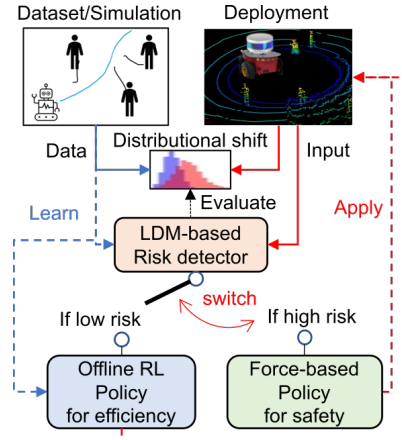 Dataset/Simulation
Deployment
Distributional shift
Data
Input
Evaluate
Learn
Apply
LDM-based
Risk detector
switch
If low risk
If high risk
Offline RL
Policy
for efficiency
Force-based
Policy
for safety